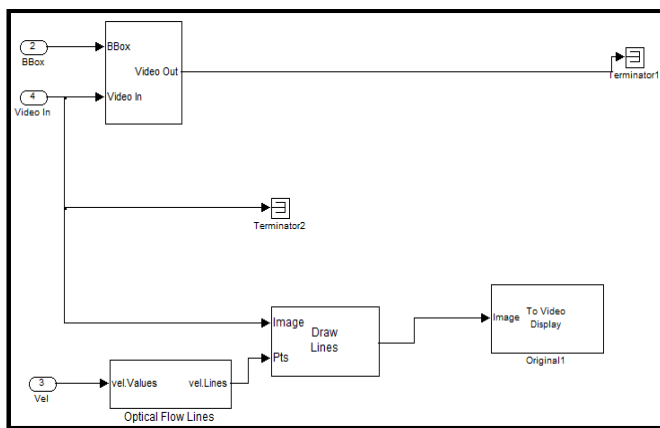 2
BBox
4
Video In
BBox
Video Out
Video In
Terminator1
Terminator2
Image
Draw
Lines
Pts
Image
To Video
Display
Original1
3
Vel
vel.Values
vel.Lines
Optical Flow Lines